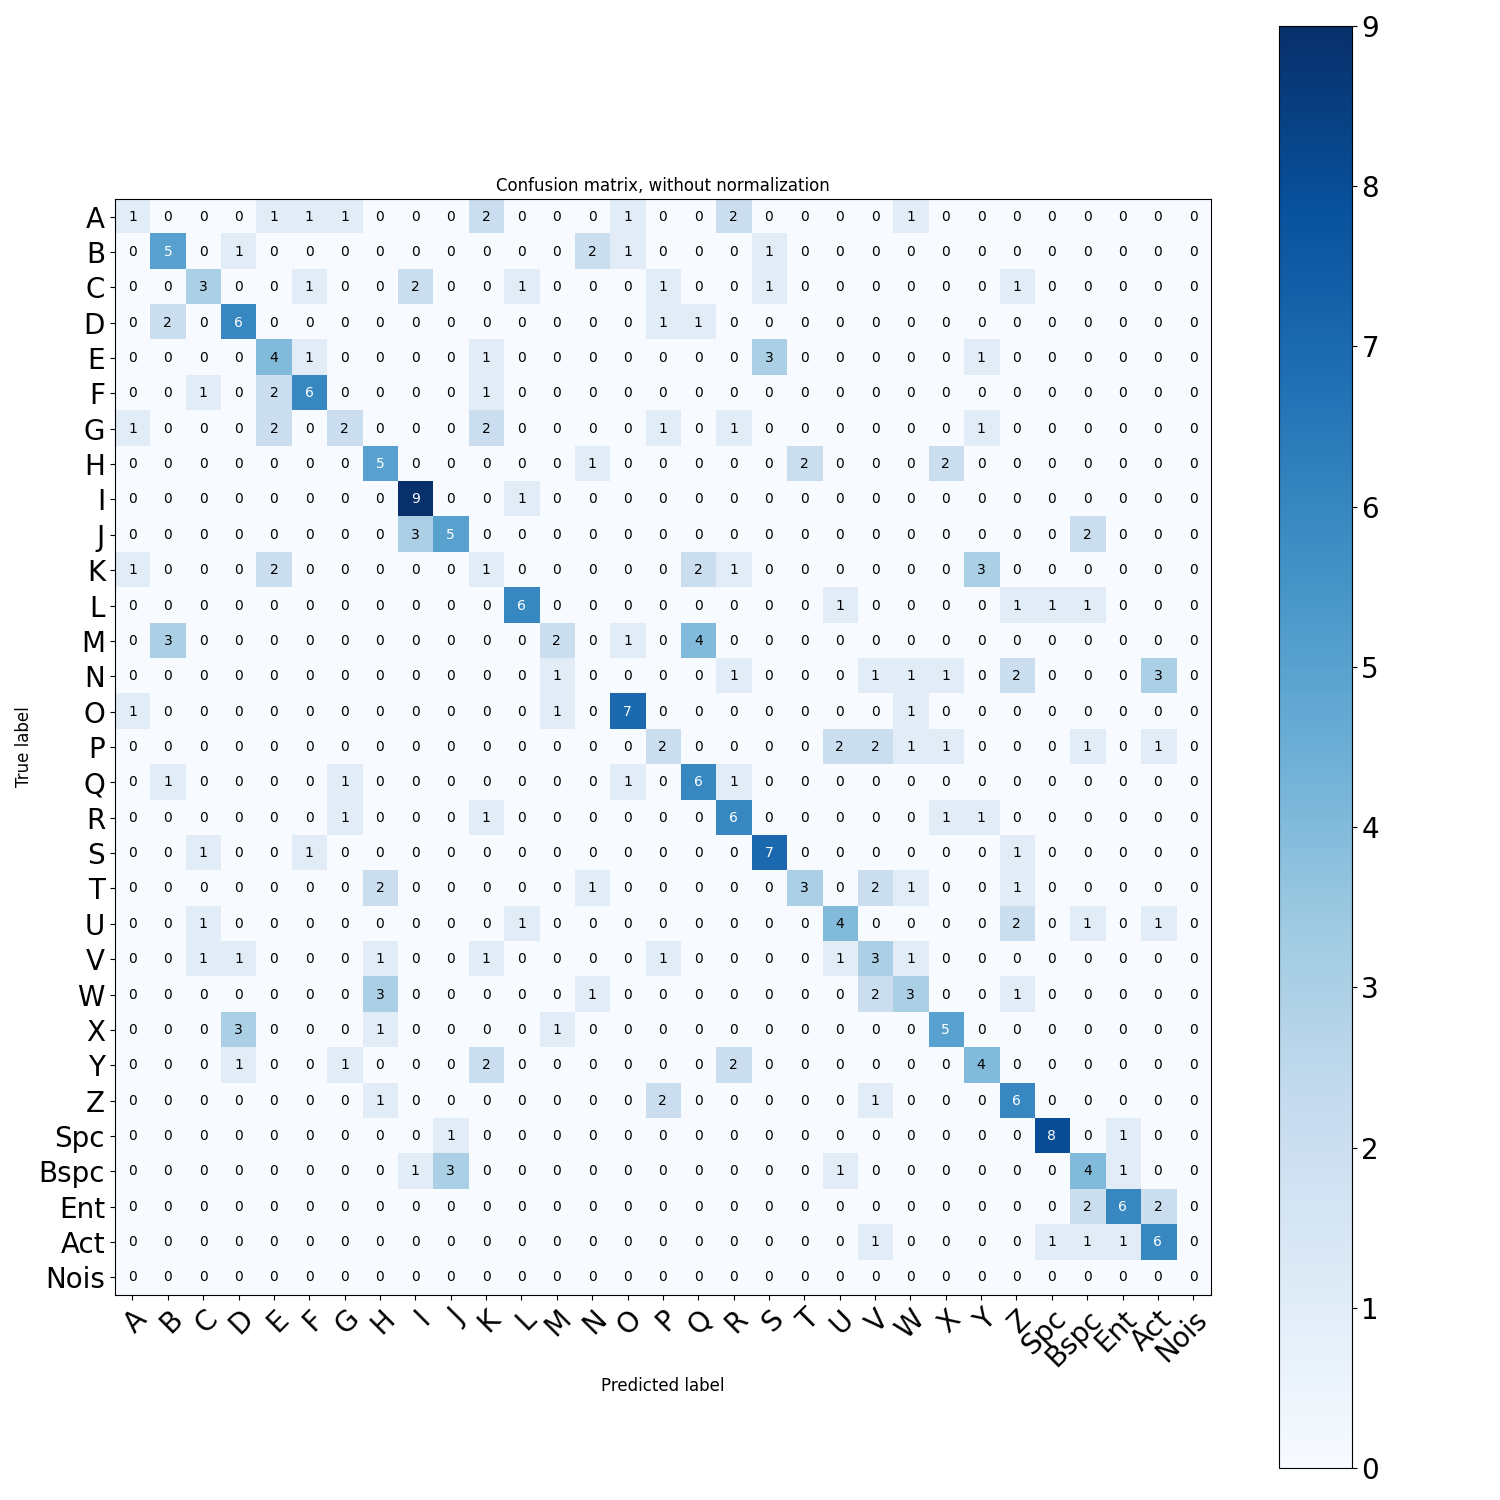 Confusion matrix, without normalization
True label
A 1 0 0 0 1 1 1 0 0 0 2 0 0 0 1 0 0 2 0 0 0 0 1 0 0 0 0 0 0 0 0
B 0 5 0 1 0 0 0 0 0 0 0 0 0 2 1 0 0 0 1 0 0 0 0 0 0 0 0 0 0 0 0
C 0 0 3 0 0 1 0 0 2 0 0 1 0 0 0 1 0 0 1 0 0 0 0 0 0 1 0 0 0 0 0
D 0 2 0 6 0 0 0 0 0 0 0 0 0 0 0 1 1 0 0 0 0 0 0 0 0 0 0 0 0 0 0
E 0 0 0 0 4 1 0 0 0 0 1 0 0 0 0 0 0 0 3 0 0 0 0 0 1 0 0 0 0 0 0
F 0 0 1 0 2 6 0 0 0 0 1 0 0 0 0 0 0 0 0 0 0 0 0 0 0 0 0 0 0 0 0
G 1 0 0 0 2 0 2 0 0 0 2 0 0 0 0 1 0 1 0 0 0 0 0 0 1 0 0 0 0 0 0
H 0 0 0 0 0 0 0 5 0 0 0 0 0 1 0 0 0 0 0 2 0 0 0 2 0 0 0 0 0 0 0
I 0 0 0 0 0 0 0 0 9 0 0 1 0 0 0 0 0 0 0 0 0 0 0 0 0 0 0 0 0 0 0
J 0 0 0 0 0 0 0 0 3 5 0 0 0 0 0 0 0 0 0 0 0 0 0 0 0 0 0 2 0 0 0
K 1 0 0 0 2 0 0 0 0 0 1 0 0 0 0 0 2 1 0 0 0 0 0 0 3 0 0 0 0 0 0
L 0 0 0 0 0 0 0 0 0 0 0 6 0 0 0 0 0 0 0 0 1 0 0 0 0 1 1 1 0 0 0
M 0 3 0 0 0 0 0 0 0 0 0 0 2 0 1 0 4 0 0 0 0 0 0 0 0 0 0 0 0 0 0
N 0 0 0 0 0 0 0 0 0 0 0 0 1 0 0 0 0 1 0 0 0 1 1 1 0 2 0 0 0 3 0
O 1 0 0 0 0 0 0 0 0 0 0 0 1 0 7 0 0 0 0 0 0 0 1 0 0 0 0 0 0 0 0
P 0 0 0 0 0 0 0 0 0 0 0 0 0 0 0 2 0 0 0 0 2 2 1 1 0 0 0 1 0 1 0
Q 0 1 0 0 0 0 1 0 0 0 0 0 0 0 1 0 6 1 0 0 0 0 0 0 0 0 0 0 0 0 0
R 0 0 0 0 0 0 1 0 0 0 1 0 0 0 0 0 0 6 0 0 0 0 0 1 1 0 0 0 0 0 0
S 0 0 1 0 0 1 0 0 0 0 0 0 0 0 0 0 0 0 7 0 0 0 0 0 0 1 0 0 0 0 0
T 0 0 0 0 0 0 0 2 0 0 0 0 0 1 0 0 0 0 0 3 0 2 1 0 0 1 0 0 0 0 0
U 0 0 1 0 0 0 0 0 0 0 0 1 0 0 0 0 0 0 0 0 4 0 0 0 0 2 0 1 0 1 0
V 0 0 1 1 0 0 0 1 0 0 1 0 0 0 0 1 0 0 0 0 1 3 1 0 0 0 0 0 0 0 0
W 0 0 0 0 0 0 0 3 0 0 0 0 0 1 0 0 0 0 0 0 0 2 3 0 0 1 0 0 0 0 0
X 0 0 0 3 0 0 0 1 0 0 0 0 1 0 0 0 0 0 0 0 0 0 0 5 0 0 0 0 0 0 0
Y 0 0 0 1 0 0 1 0 0 0 2 0 0 0 0 0 0 2 0 0 0 0 0 0 4 0 0 0 0 0 0
Z 0 0 0 0 0 0 0 1 0 0 0 0 0 0 0 2 0 0 0 0 0 1 0 0 0 6 0 0 0 0 0
Spc 0 0 0 0 0 0 0 0 0 1 0 0 0 0 0 0 0 0 0 0 0 0 0 0 0 0 8 0 1 0 0
Bspc 0 0 0 0 0 0 0 0 1 3 0 0 0 0 0 0 0 0 0 0 1 0 0 0 0 0 0 4 1 0 0
Ent 0 0 0 0 0 0 0 0 0 0 0 0 0 0 0 0 0 0 0 0 0 0 0 0 0 0 0 2 6 2 0
Act 0 0 0 0 0 0 0 0 0 0 0 0 0 0 0 0 0 0 0 0 0 1 0 0 0 0 1 1 1 6 0
Nois 0 0 0 0 0 0 0 0 0 0 0 0 0 0 0 0 0 0 0 0 0 0 0 0 0 0 0 0 0 0 0
A B C D E F G H I J K L M N O P Q R S T U V W X Y Z Spc Bspc Ent Act Nois
Predicted label
9
8
7
6
5
4
3
2
1
0